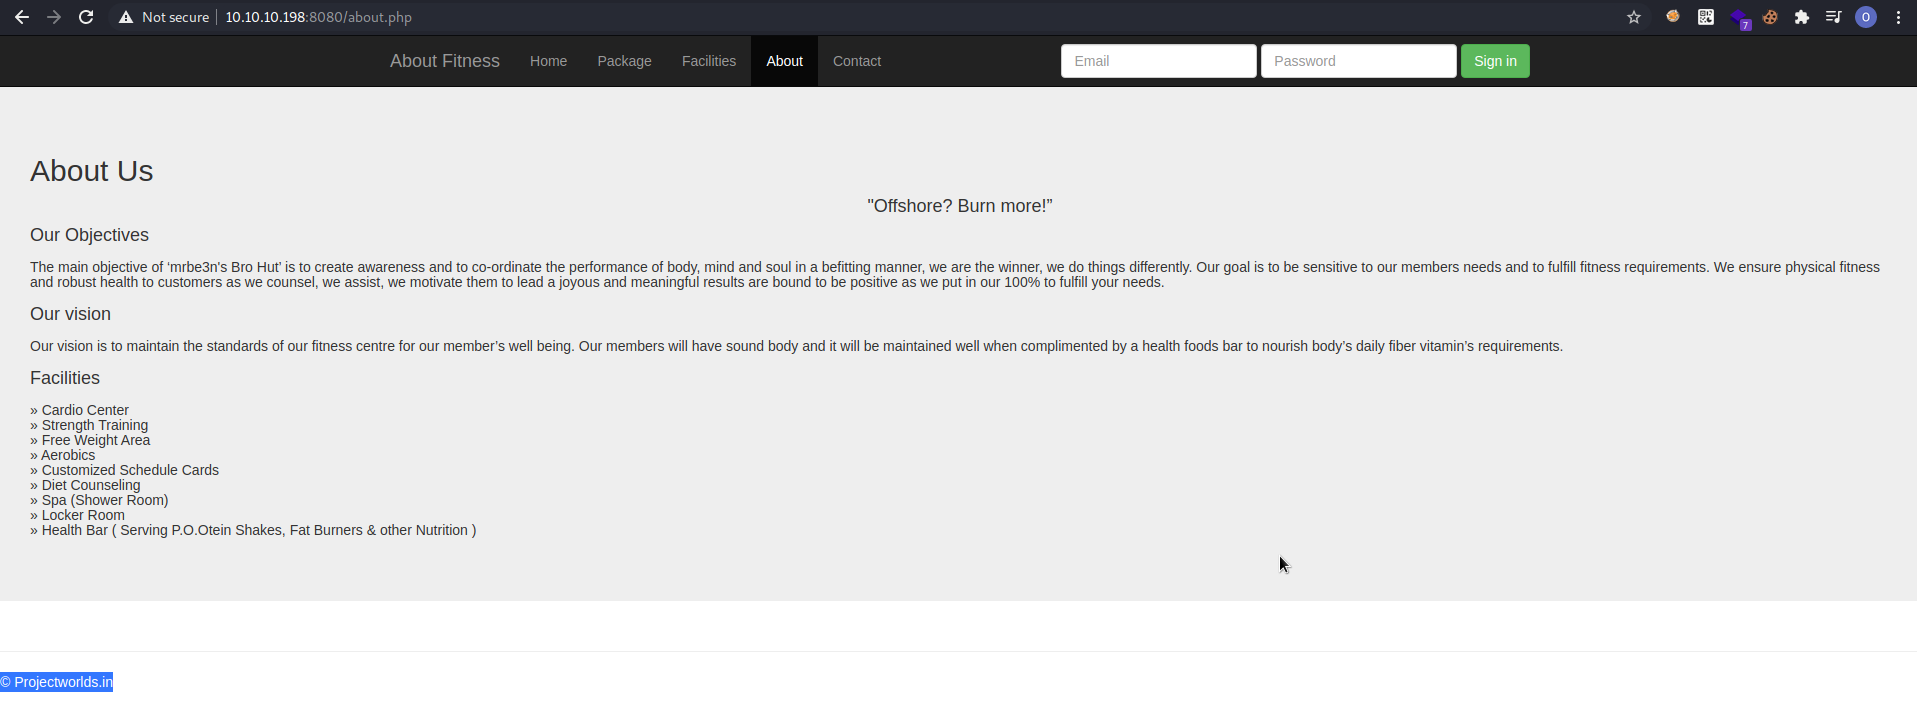 Not secure 10.10.10.198:8080/about.php
7
O
About Fitness Home Package Facilities About Contact Email Password Sign in
About Us
"Offshore? Burn more!”
Our Objectives
The main objective of ‘mrbe3n's Bro Hut’ is to create awareness and to co-ordinate the performance of body, mind and soul in a befitting manner, we are the winner, we do things differently. Our goal is to be sensitive to our members needs and to fulfill fitness requirements. We ensure physical fitness
and robust health to customers as we counsel, we assist, we motivate them to lead a joyous and meaningful results are bound to be positive as we put in our 100% to fulfill your needs.
Our vision
Our vision is to maintain the standards of our fitness centre for our member’s well being. Our members will have sound body and it will be maintained well when complimented by a health foods bar to nourish body’s daily fiber vitamin’s requirements.
Facilities
» Cardio Center
» Strength Training
» Free Weight Area
» Aerobics
» Customized Schedule Cards
» Diet Counseling
» Spa (Shower Room)
» Locker Room
» Health Bar ( Serving P.O.Otein Shakes, Fat Burners & other Nutrition )
© Projectworlds.in